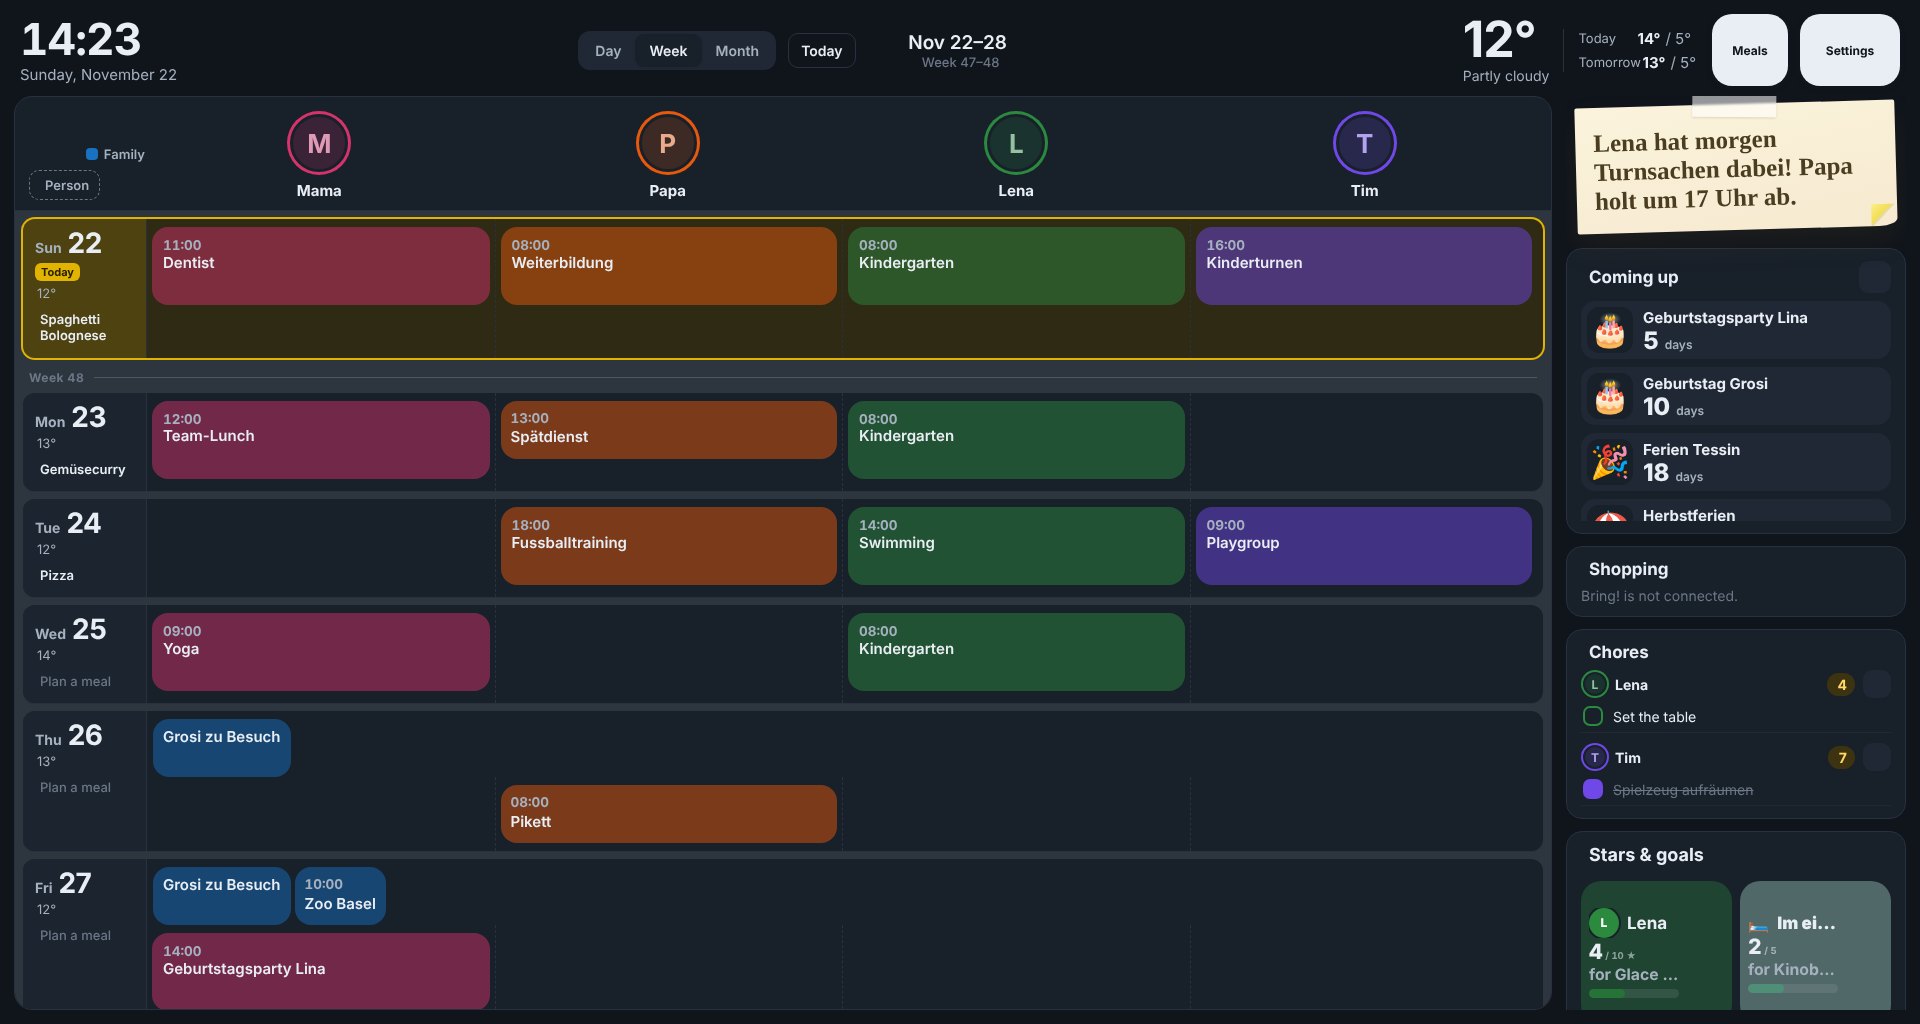 14:23
Sunday, November 22
Day Week Month Today
Nov 22–28
Week 47–48
12°
Partly cloudy
Today 14° / 5°
Tomorrow 13° / 5°
Meals
Settings
Family
Person
M
Mama
P
Papa
L
Lena
T
Tim
Sun 22
Today
12°
Spaghetti
Bolognese
11:00
Dentist
08:00
Weiterbildung
08:00
Kindergarten
16:00
Kinderturnen
Week 48
Mon 23
13°
Gemüsecurry
12:00
Team-Lunch
13:00
Spätdienst
08:00
Kindergarten
Tue 24
12°
Pizza
18:00
Fussballtraining
14:00
Swimming
09:00
Playgroup
Wed 25
14°
Plan a meal
09:00
Yoga
08:00
Kindergarten
Thu 26
13°
Plan a meal
Grosi zu Besuch
08:00
Pikett
Fri 27
12°
Plan a meal
Grosi zu Besuch
10:00
Zoo Basel
14:00
Geburtstagsparty Lina
Lena hat morgen
Turnsachen dabei! Papa
holt um 17 Uhr ab.
Coming up
Geburtstagsparty Lina
5 days
Geburtstag Grosi
10 days
Ferien Tessin
18 days
Herbstferien
Shopping
Bring! is not connected.
Chores
L Lena 4
Set the table
T Tim 7
Spielzeug aufräumen
Stars & goals
L Lena
4 / 10 ★
for Glace ...
Im ei...
2 / 5
for Kinob...